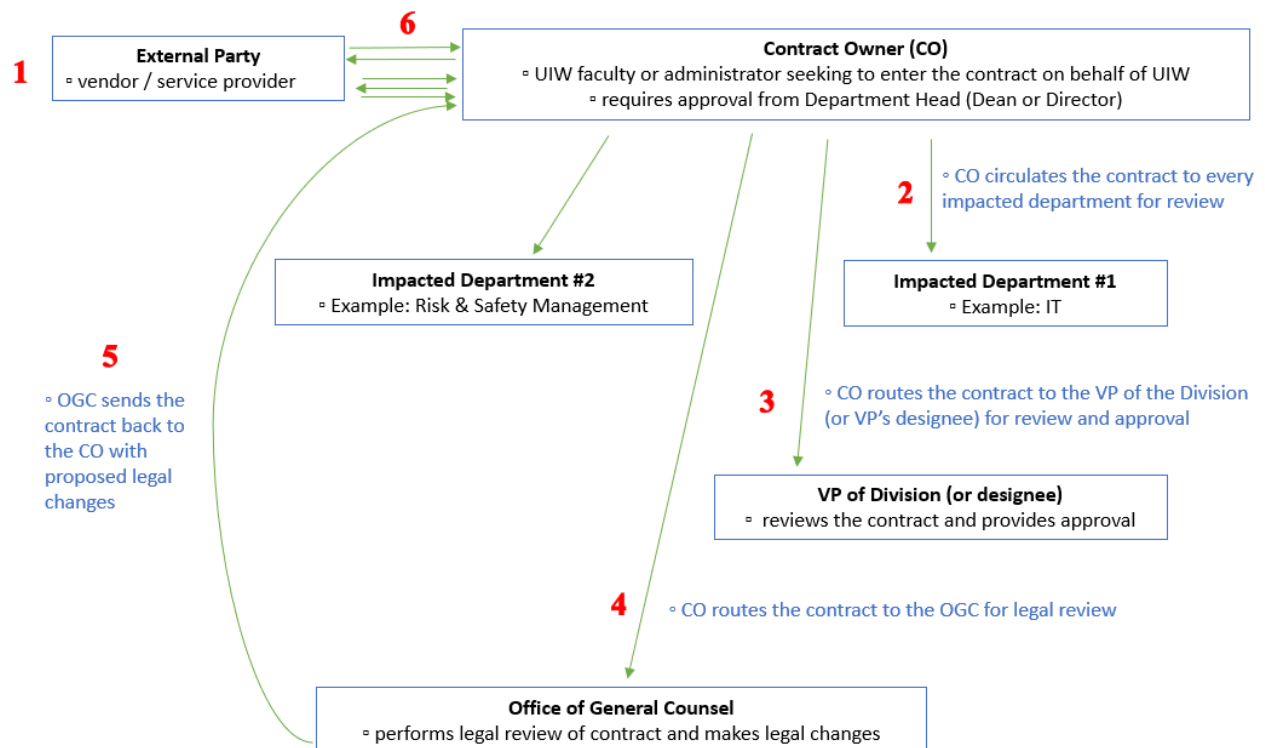 6
1
External Party
▫ vendor / service provider
Contract Owner (CO)
▫ UIW faculty or administrator seeking to enter the contract on behalf of UIW
▫ requires approval from Department Head (Dean or Director)
2
◦ CO circulates the contract to every
impacted department for review
Impacted Department #2
▫ Example: Risk & Safety Management
Impacted Department #1
▫ Example: IT
5
◦ OGC sends the
contract back to
the CO with
proposed legal
changes
3
◦ CO routes the contract to the VP of the Division
(or VP's designee) for review and approval
VP of Division (or designee)
▫ reviews the contract and provides approval
4
◦ CO routes the contract to the OGC for legal review
Office of General Counsel
▫ performs legal review of contract and makes legal changes